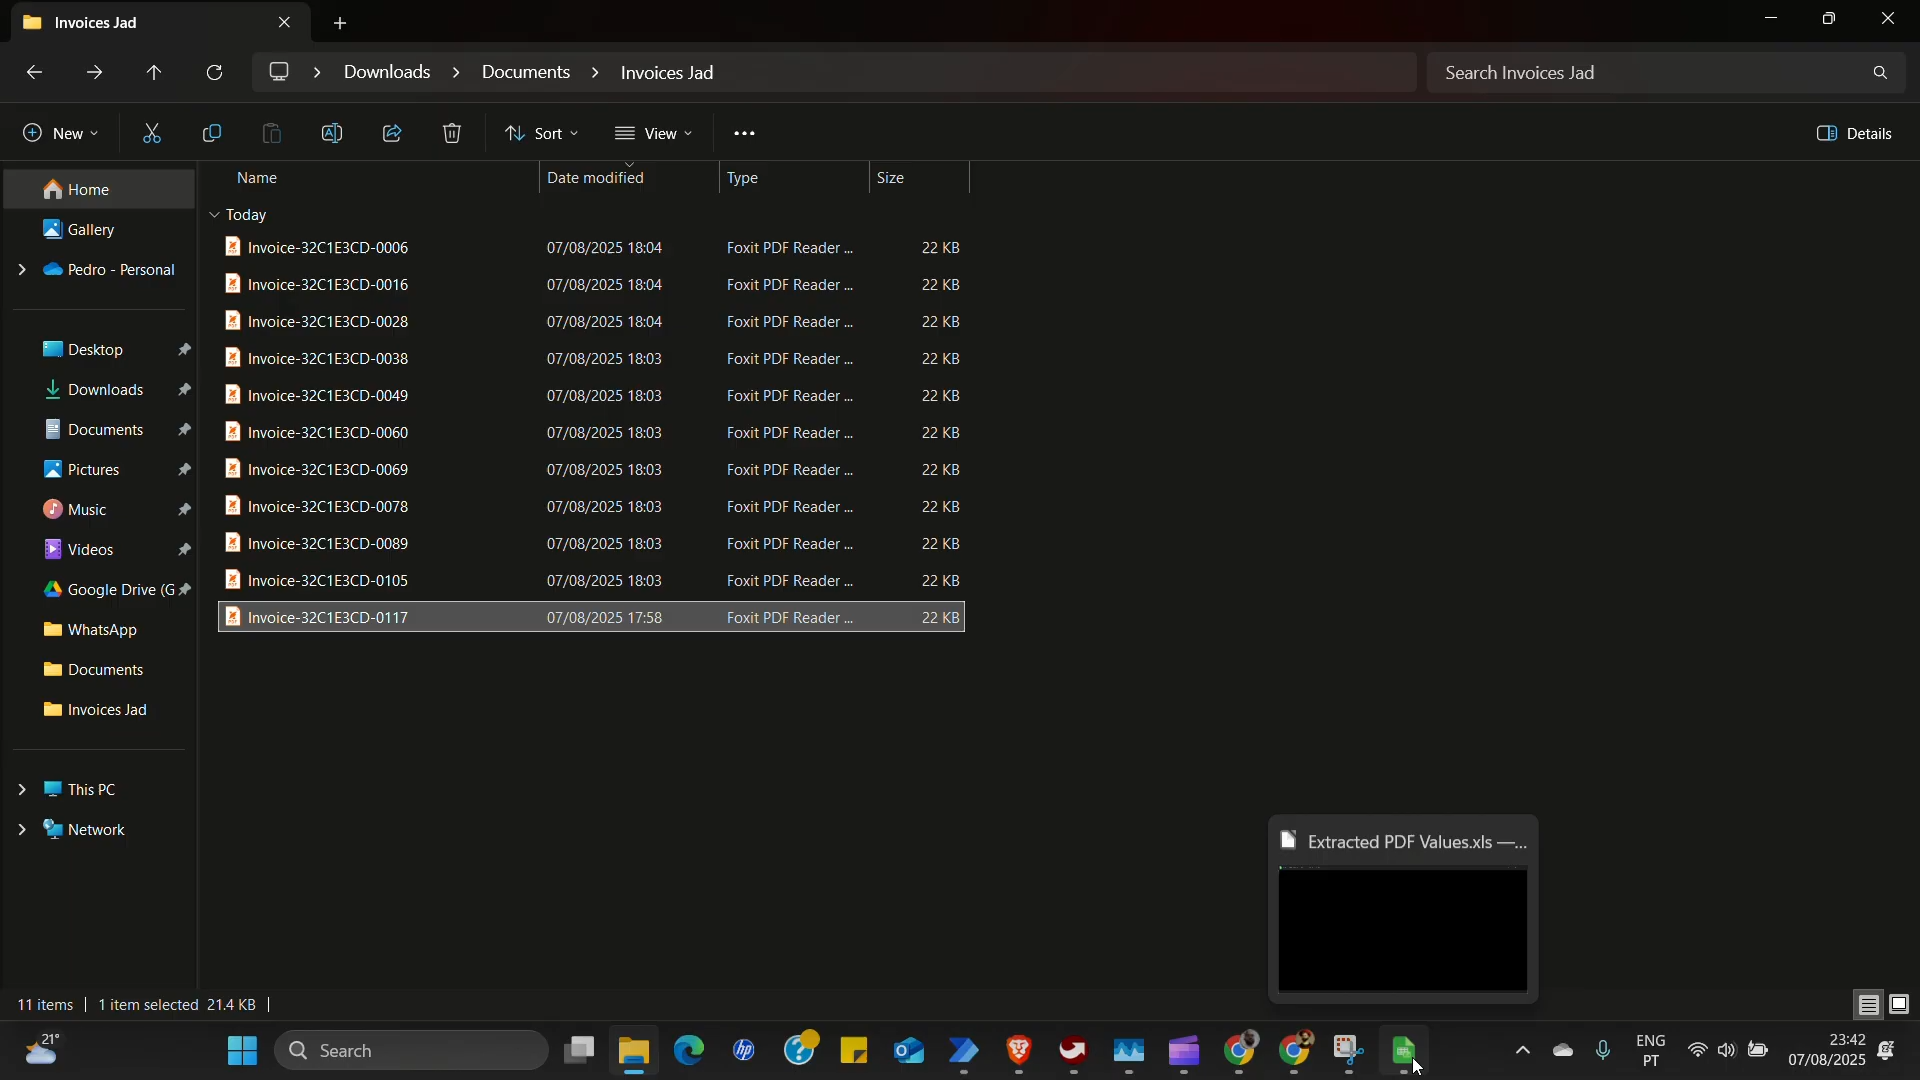 Invoices Jad
Downloads Documents Invoices Jad
Search Invoices Jad
New
Sort
View
Details
Name Date modified Type Size
Today
Invoice-32C1E3CD-0006 07/08/2025 18:04 Foxit PDF Reader ... 22 KB
Invoice-32C1E3CD-0016 07/08/2025 18:04 Foxit PDF Reader ... 22 KB
Invoice-32C1E3CD-0028 07/08/2025 18:04 Foxit PDF Reader ... 22 KB
Invoice-32C1E3CD-0038 07/08/2025 18:03 Foxit PDF Reader ... 22 KB
Invoice-32C1E3CD-0049 07/08/2025 18:03 Foxit PDF Reader ... 22 KB
Invoice-32C1E3CD-0060 07/08/2025 18:03 Foxit PDF Reader ... 22 KB
Invoice-32C1E3CD-0069 07/08/2025 18:03 Foxit PDF Reader ... 22 KB
Invoice-32C1E3CD-0078 07/08/2025 18:03 Foxit PDF Reader ... 22 KB
Invoice-32C1E3CD-0089 07/08/2025 18:03 Foxit PDF Reader ... 22 KB
Invoice-32C1E3CD-0105 07/08/2025 18:03 Foxit PDF Reader ... 22 KB
Invoice-32C1E3CD-0117 07/08/2025 17:58 Foxit PDF Reader ... 22 KB
Home
Gallery
Pedro - Personal
Desktop
Downloads
Documents
Pictures
Music
Videos
Google Drive (G
WhatsApp
Documents
Invoices Jad
This PC
Network
Extracted PDF Values.xls —...
11 items 1 item selected 21.4 KB
21°
Search
hp
ENG
PT
23:42
07/08/2025